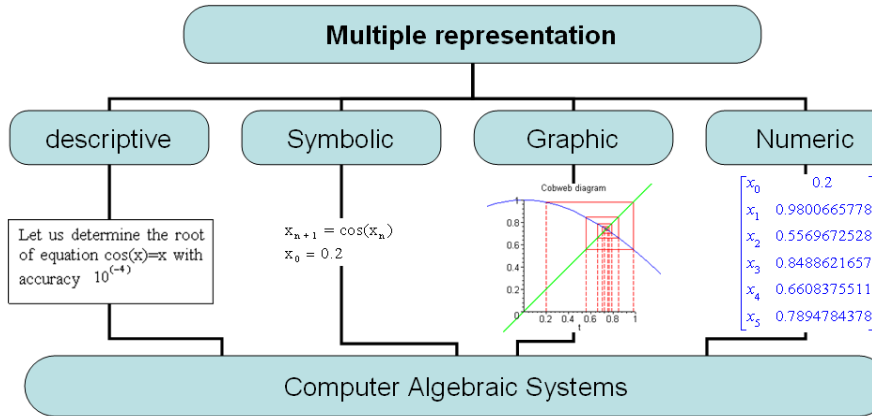 Multiple representation
descriptive
Symbolic
Graphic
Numeric
Let us determine the root
of equation cos(x)=x with
accuracy 10^(-4)
x_{n+1} = cos(x_n)
x_0 = 0.2
Cobweb diagram
1
0.8
0.6
0.4
0.2
0
0.2 0.4 0.6 0.8 1
t
x_0 0.2
x_1 0.9800665778
x_2 0.5569672528
x_3 0.8488621657
x_4 0.6608375511
x_5 0.7894784378
Computer Algebraic Systems